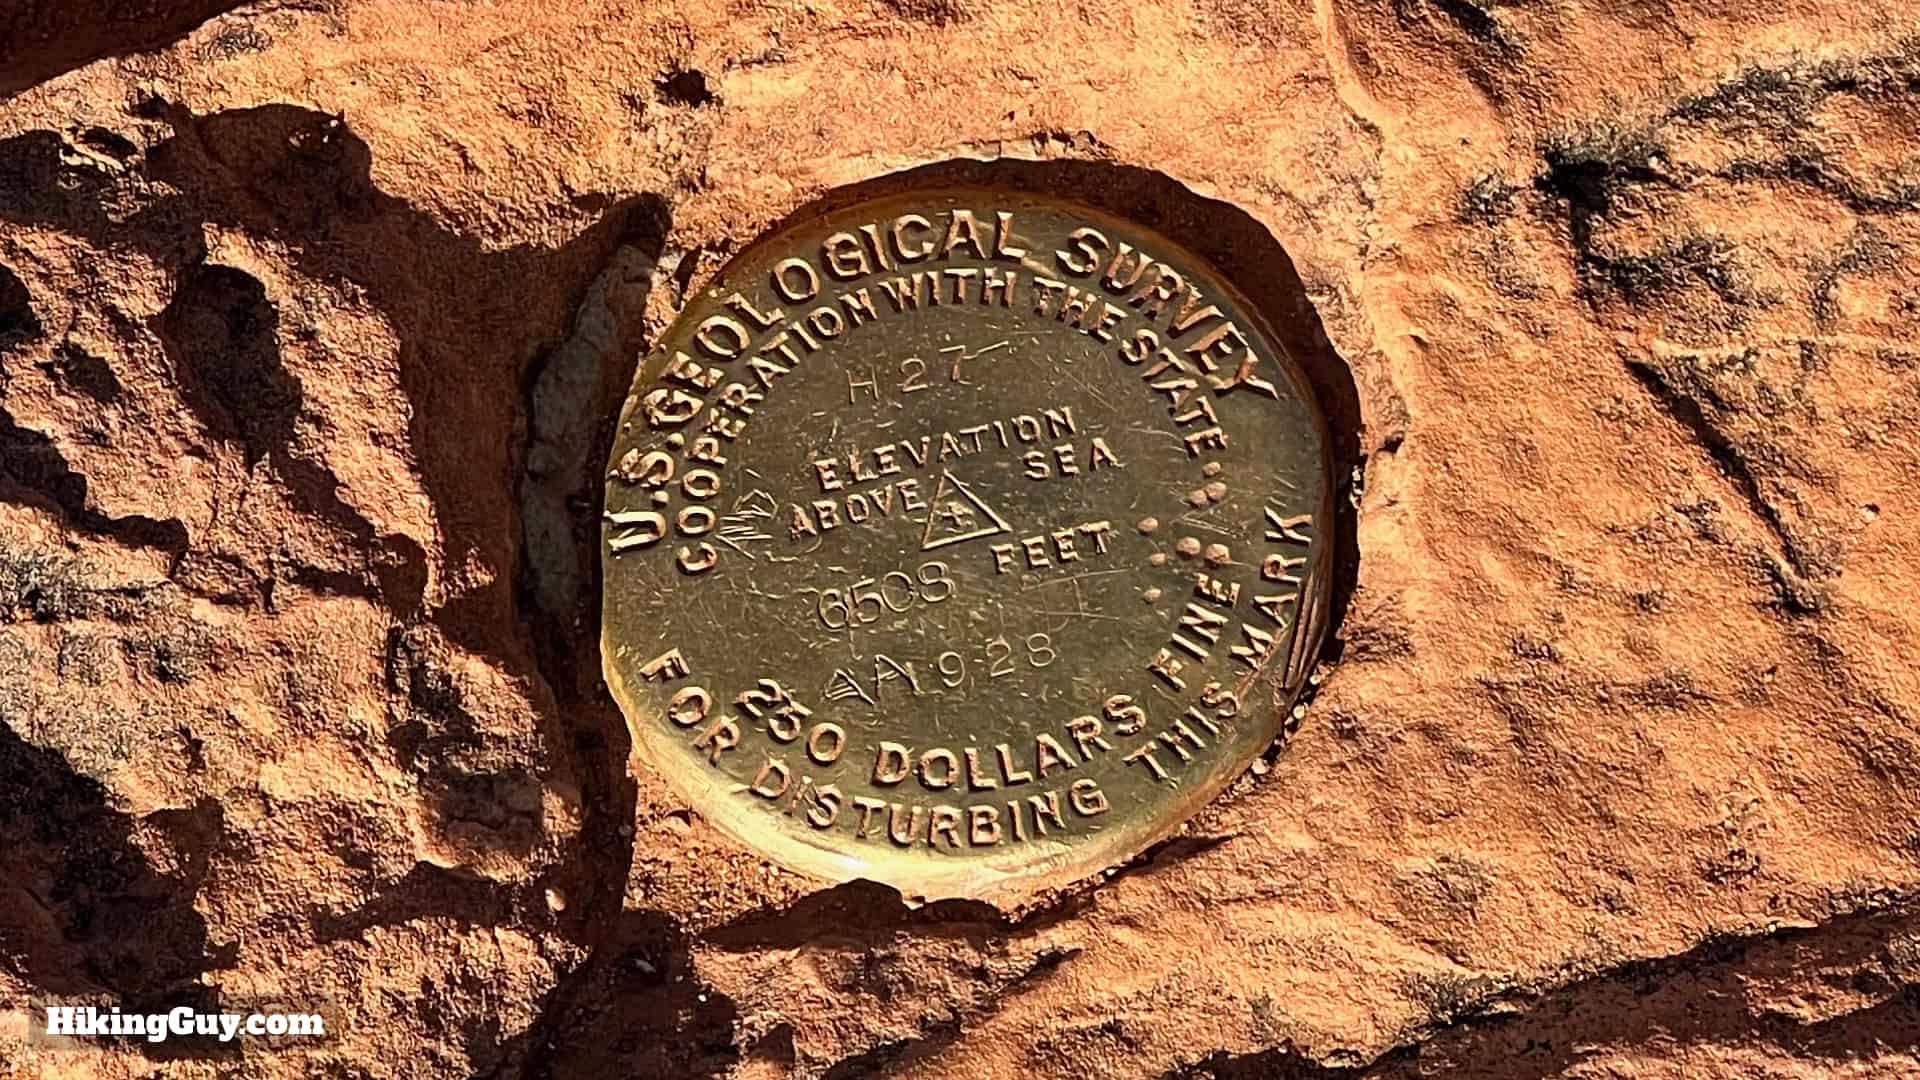 U.S. GEOLOGICAL SURVEY
COOPERATION WITH THE STATE
H 27
ELEVATION
ABOVE SEA
FEET
6508
1928
250 DOLLARS FINE
FOR DISTURBING THIS MARK
HikingGuy.com